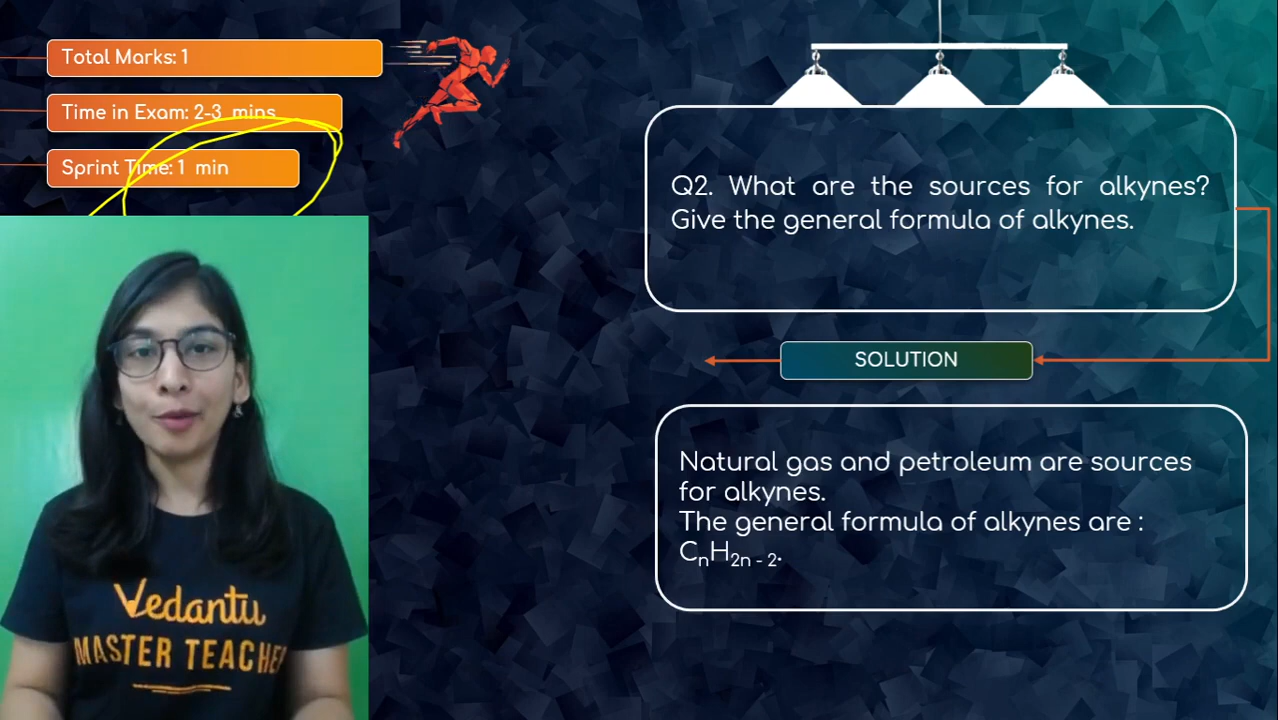 Total Marks: 1
Time in Exam: 2-3 mins
Sprint Time: 1 min
Q2. What are the sources for alkynes?
Give the general formula of alkynes.
SOLUTION
Natural gas and petroleum are sources
for alkynes.
The general formula of alkynes are :
CₙH₂ₙ₋₂.
Vedantu
MASTER TEACHER